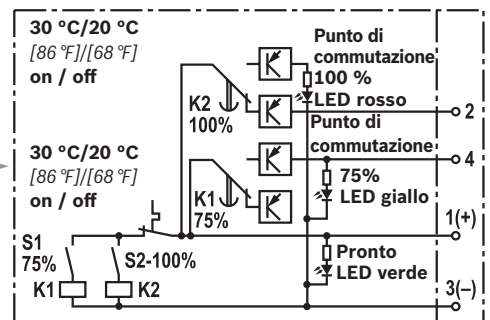 30 °C/20 °C
[86 °F]/[68 °F]
on / off
Punto di
commutazione
100 %
LED rosso
K2
100%
2
Punto di
commutazione
4
30 °C/20 °C
[86 °F]/[68 °F]
on / off
75%
LED giallo
K1
75%
1(+)
S1
75%
S2-100%
Pronto
LED verde
K1
K2
3(–)